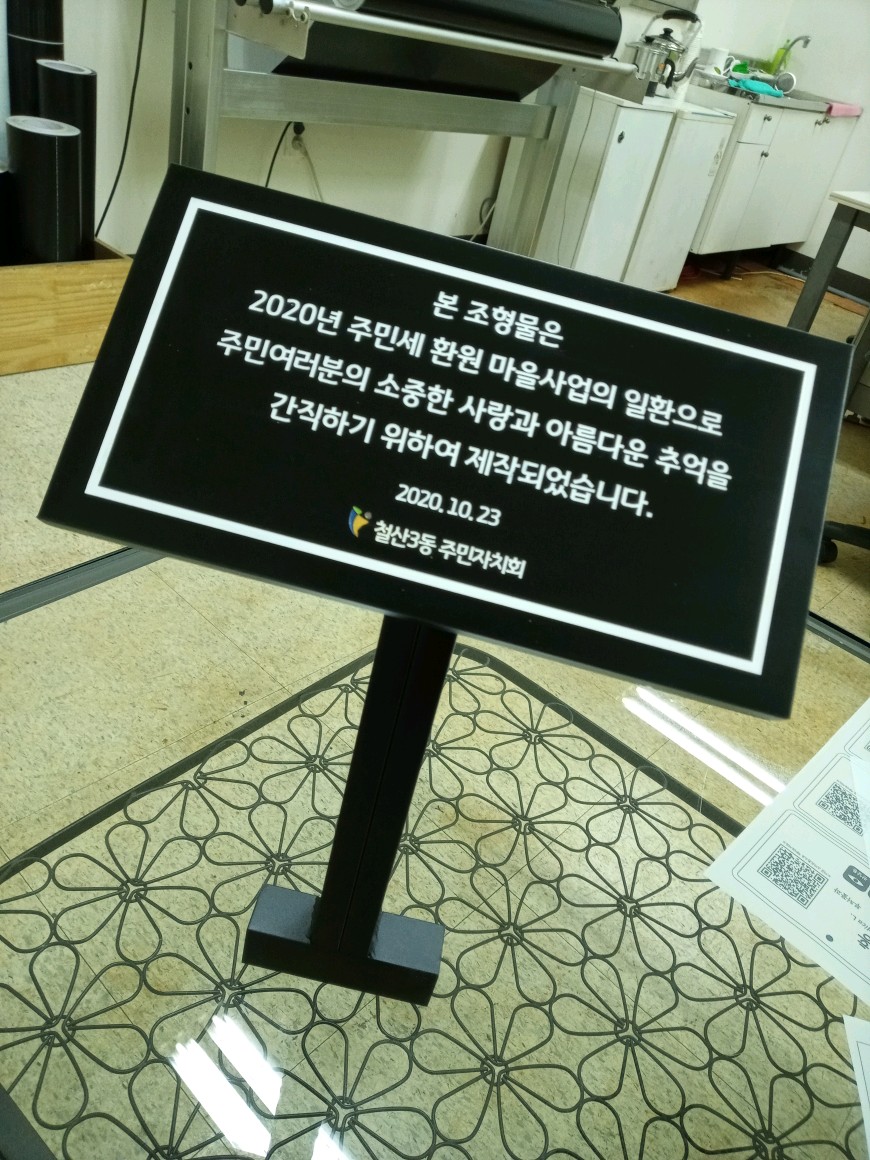 본 조형물은
2020년 주민세 환원 마을사업의 일환으로
주민여러분의 소중한 사랑과 아름다운 추억을
간직하기 위하여 제작되었습니다.
2020. 10. 23
철산3동 주민자치회